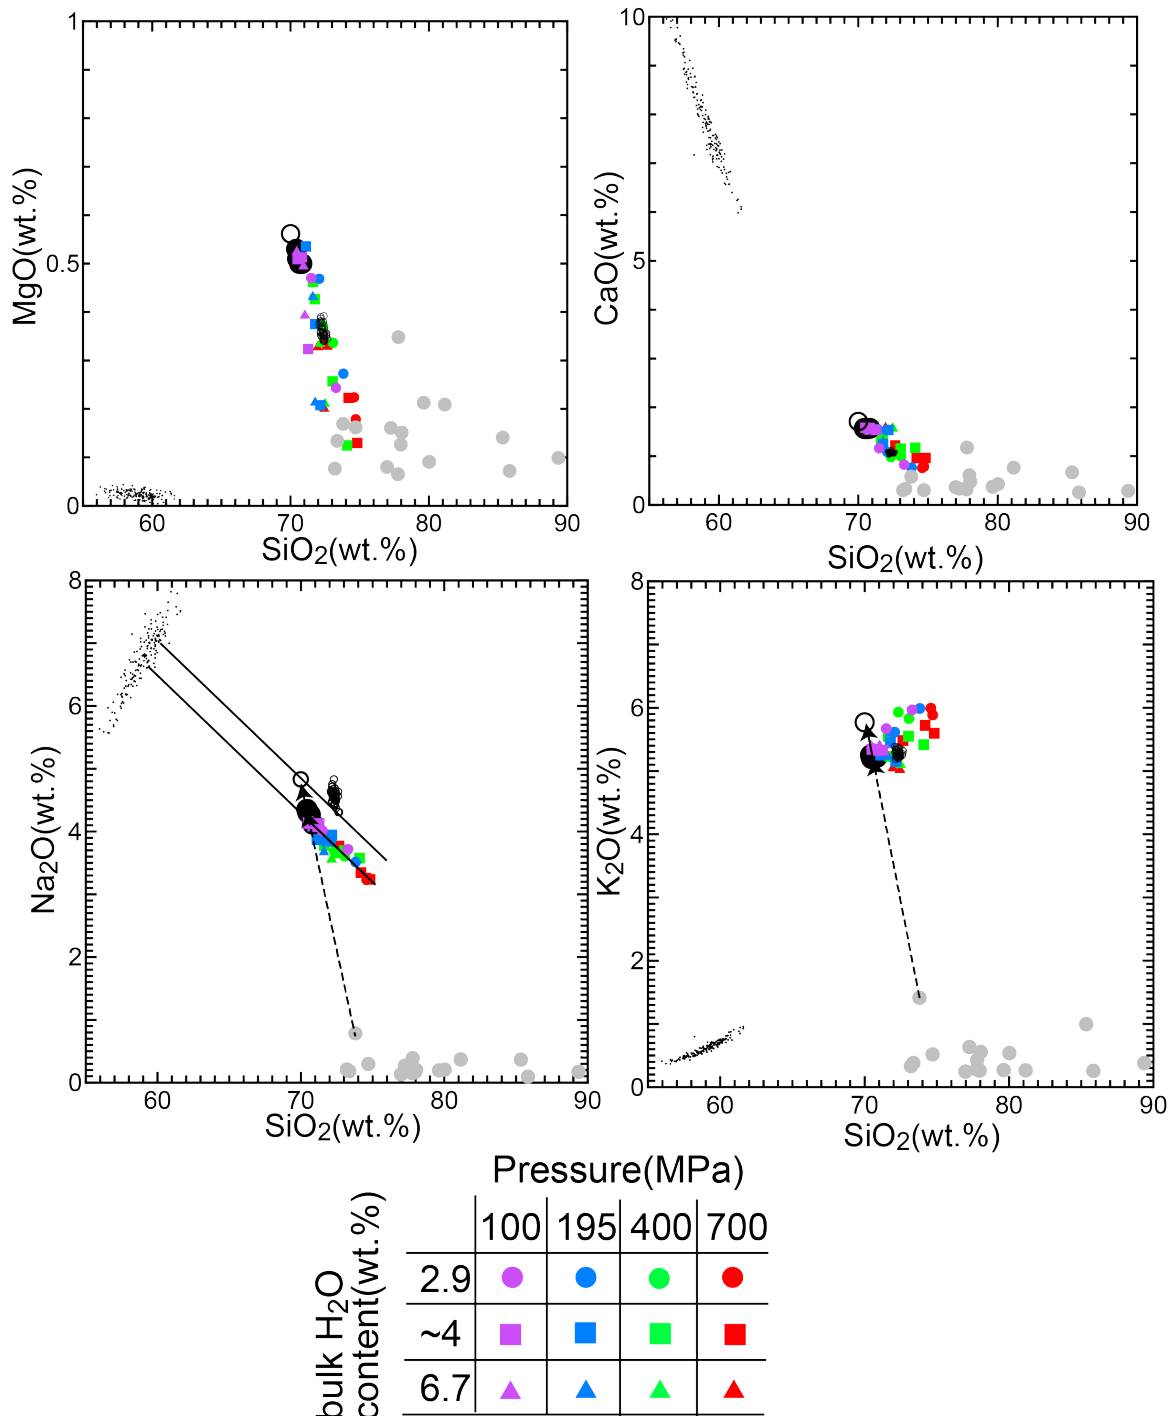 1
0.5
0
MgO(wt.%)
60
70
80
90
SiO2(wt.%)
10
5
0
CaO(wt.%)
60
70
80
90
SiO2(wt.%)
8
6
4
2
0
Na2O(wt.%)
60
70
80
90
SiO2(wt.%)
8
6
4
2
0
K2O(wt.%)
60
70
80
90
SiO2(wt.%)
Pressure(MPa)
bulk H2O
content(wt.%)
100 195 400 700
2.9
~4
6.7